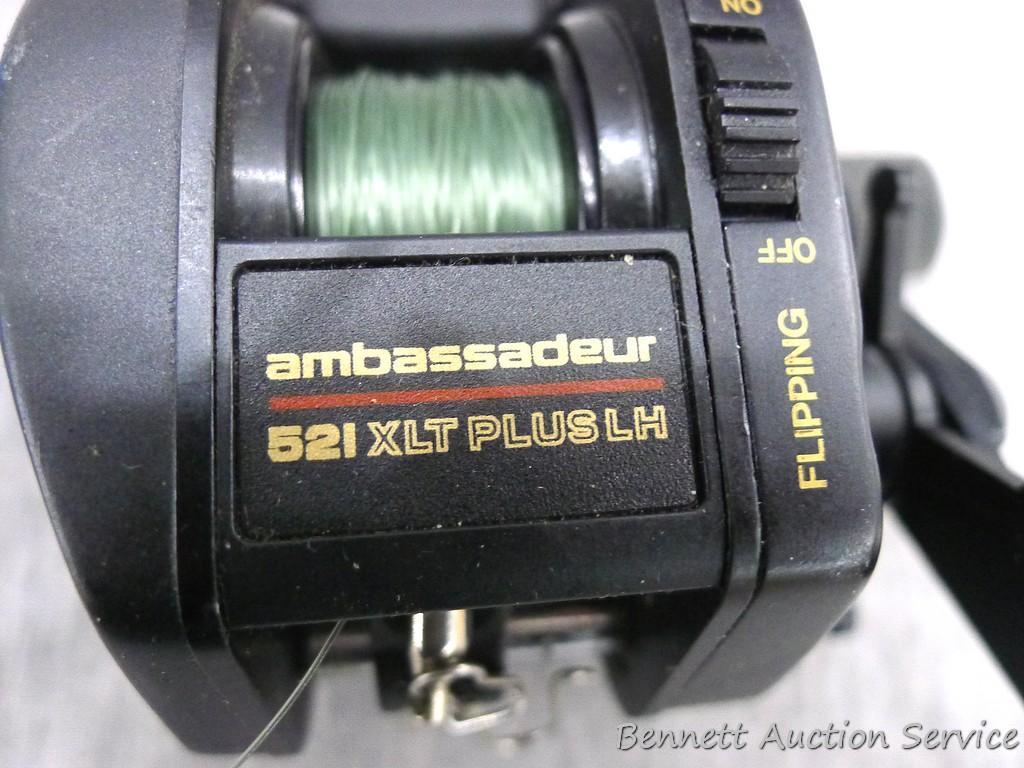 ON
OFF
FLIPPING
ambassadeur
521 XLT PLUS LH
Bennett Auction Service